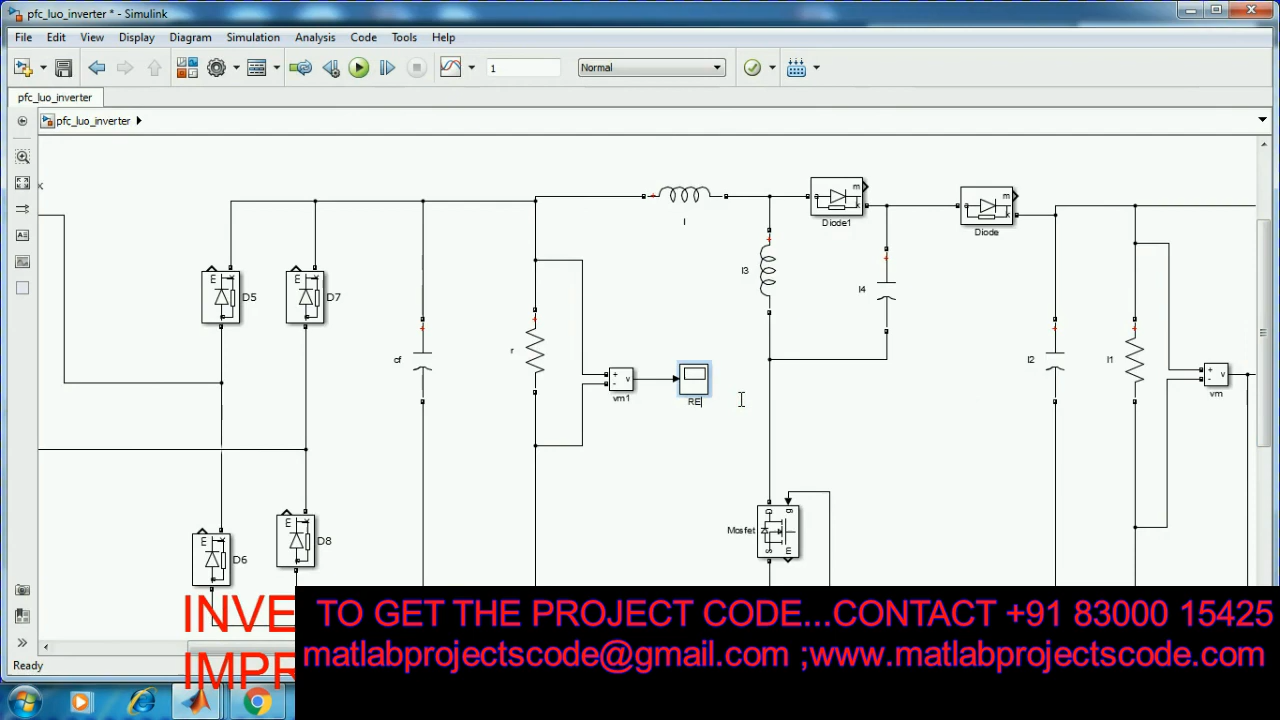 pfc_luo_inverter * - Simulink
File Edit View Display Diagram Simulation Analysis Code Tools Help
1 Normal
pfc_luo_inverter
pfc_luo_inverter
Diode1
m
a
k
Diode
m
a
k
l
D5
E
D7
E
l3
l4
cf
r
vm1
+
-
v
RE
l2
l1
vm
+
-
v
Mosfet
D
g
S
m
D6
E
D8
E
INVE
IMPR
TO GET THE PROJECT CODE...CONTACT +91 83000 15425
matlabprojectscode@gmail.com ;www.matlabprojectscode.com
Ready